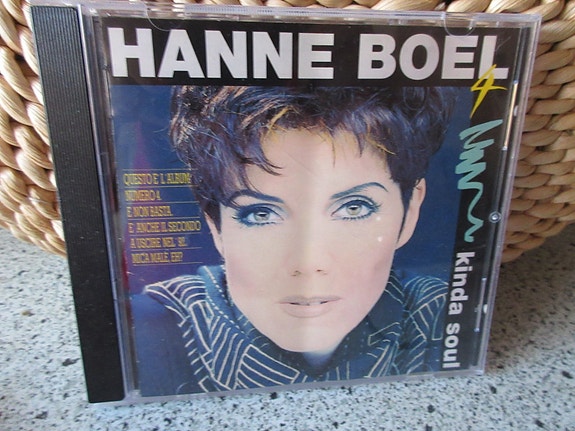 HANNE BOEL
4
kinda soul
QUESTO E' L'ALBUM
NUMERO 4.
E NON BASTA.
E' ANCHE IL SECONDO
A USCIRE NEL '92.
MICA MALE, EH?